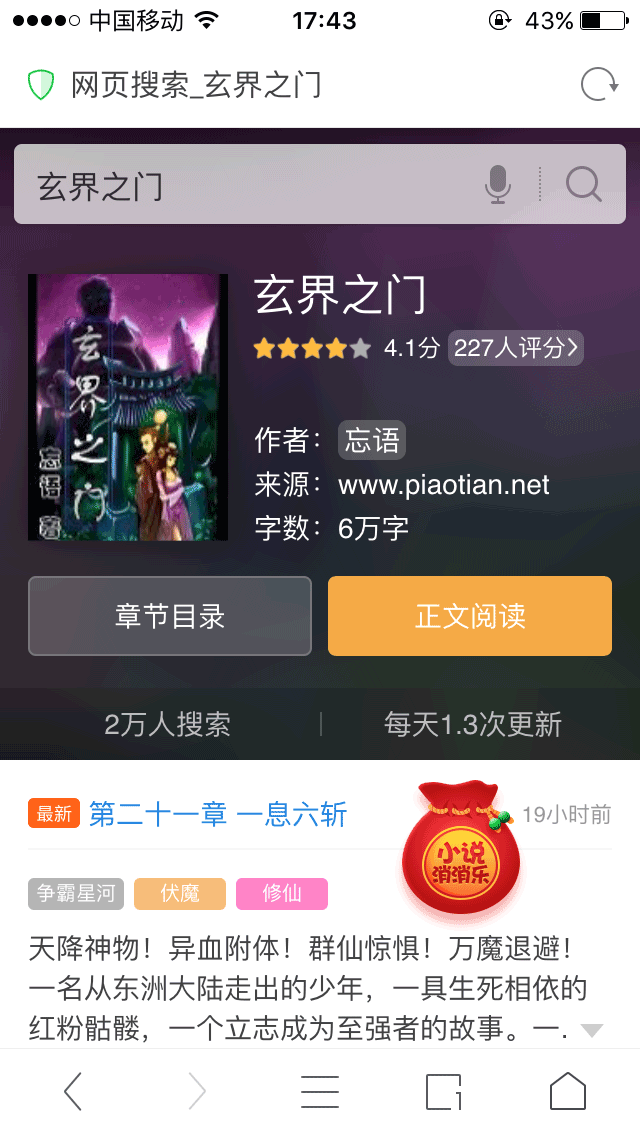 中国移动 17:43 43%
网页搜索_玄界之门
玄界之门
玄界之门
4.1分 227人评分
玄界之门
忘语著
作者： 忘语
来源： www.piaotian.net
字数： 6万字
章节目录 正文阅读
2万人搜索 每天1.3次更新
最新 第二十一章 一息六斩 19小时前
小说
消消乐
争霸星河 伏魔 修仙
天降神物！异血附体！群仙惊惧！万魔退避！
一名从东洲大陆走出的少年，一具生死相依的
红粉骷髅，一个立志成为至强者的故事。一.
1